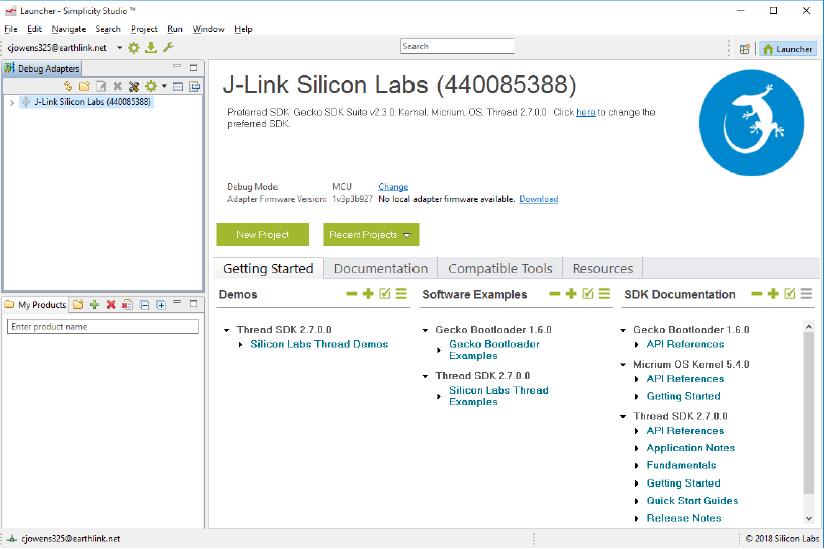 Launcher - Simplicity Studio ™
File Edit Navigate Search Project Run Window Help
cjowens325@earthlink.net
Search
Launcher
Debug Adapters
J-Link Silicon Labs (440085388)
J-Link Silicon Labs (440085388)
Preferred SDK: Gecko SDK Suite v2.3.0: Kernel, Micrium, OS, Thread 2.7.0.0 Click here to change the
preferred SDK.
Debug Mode: MCU Change
Adapter Firmware Version: 1v3p3b927 No local adapter firmware available. Download
New Project
Recent Projects
Getting Started
Documentation
Compatible Tools
Resources
My Products
Enter product name
Demos
Thread SDK 2.7.0.0
Silicon Labs Thread Demos
Software Examples
Gecko Bootloader 1.6.0
Gecko Bootloader
Examples
Thread SDK 2.7.0.0
Silicon Labs Thread
Examples
SDK Documentation
Gecko Bootloader 1.6.0
API References
Micrium OS Kernel 5.4.0
API References
Getting Started
Thread SDK 2.7.0.0
API References
Application Notes
Fundamentals
Getting Started
Quick Start Guides
Release Notes
cjowens325@earthlink.net
© 2018 Silicon Labs